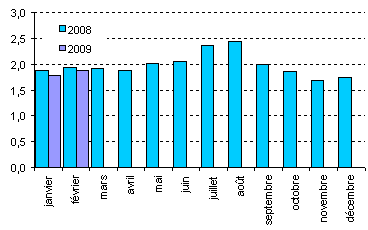 3,0
2,5
2,0
1,5
1,0
0,5
0,0
2008
2009
janvier
février
mars
avril
mai
juin
juillet
août
septembre
octobre
novembre
décembre